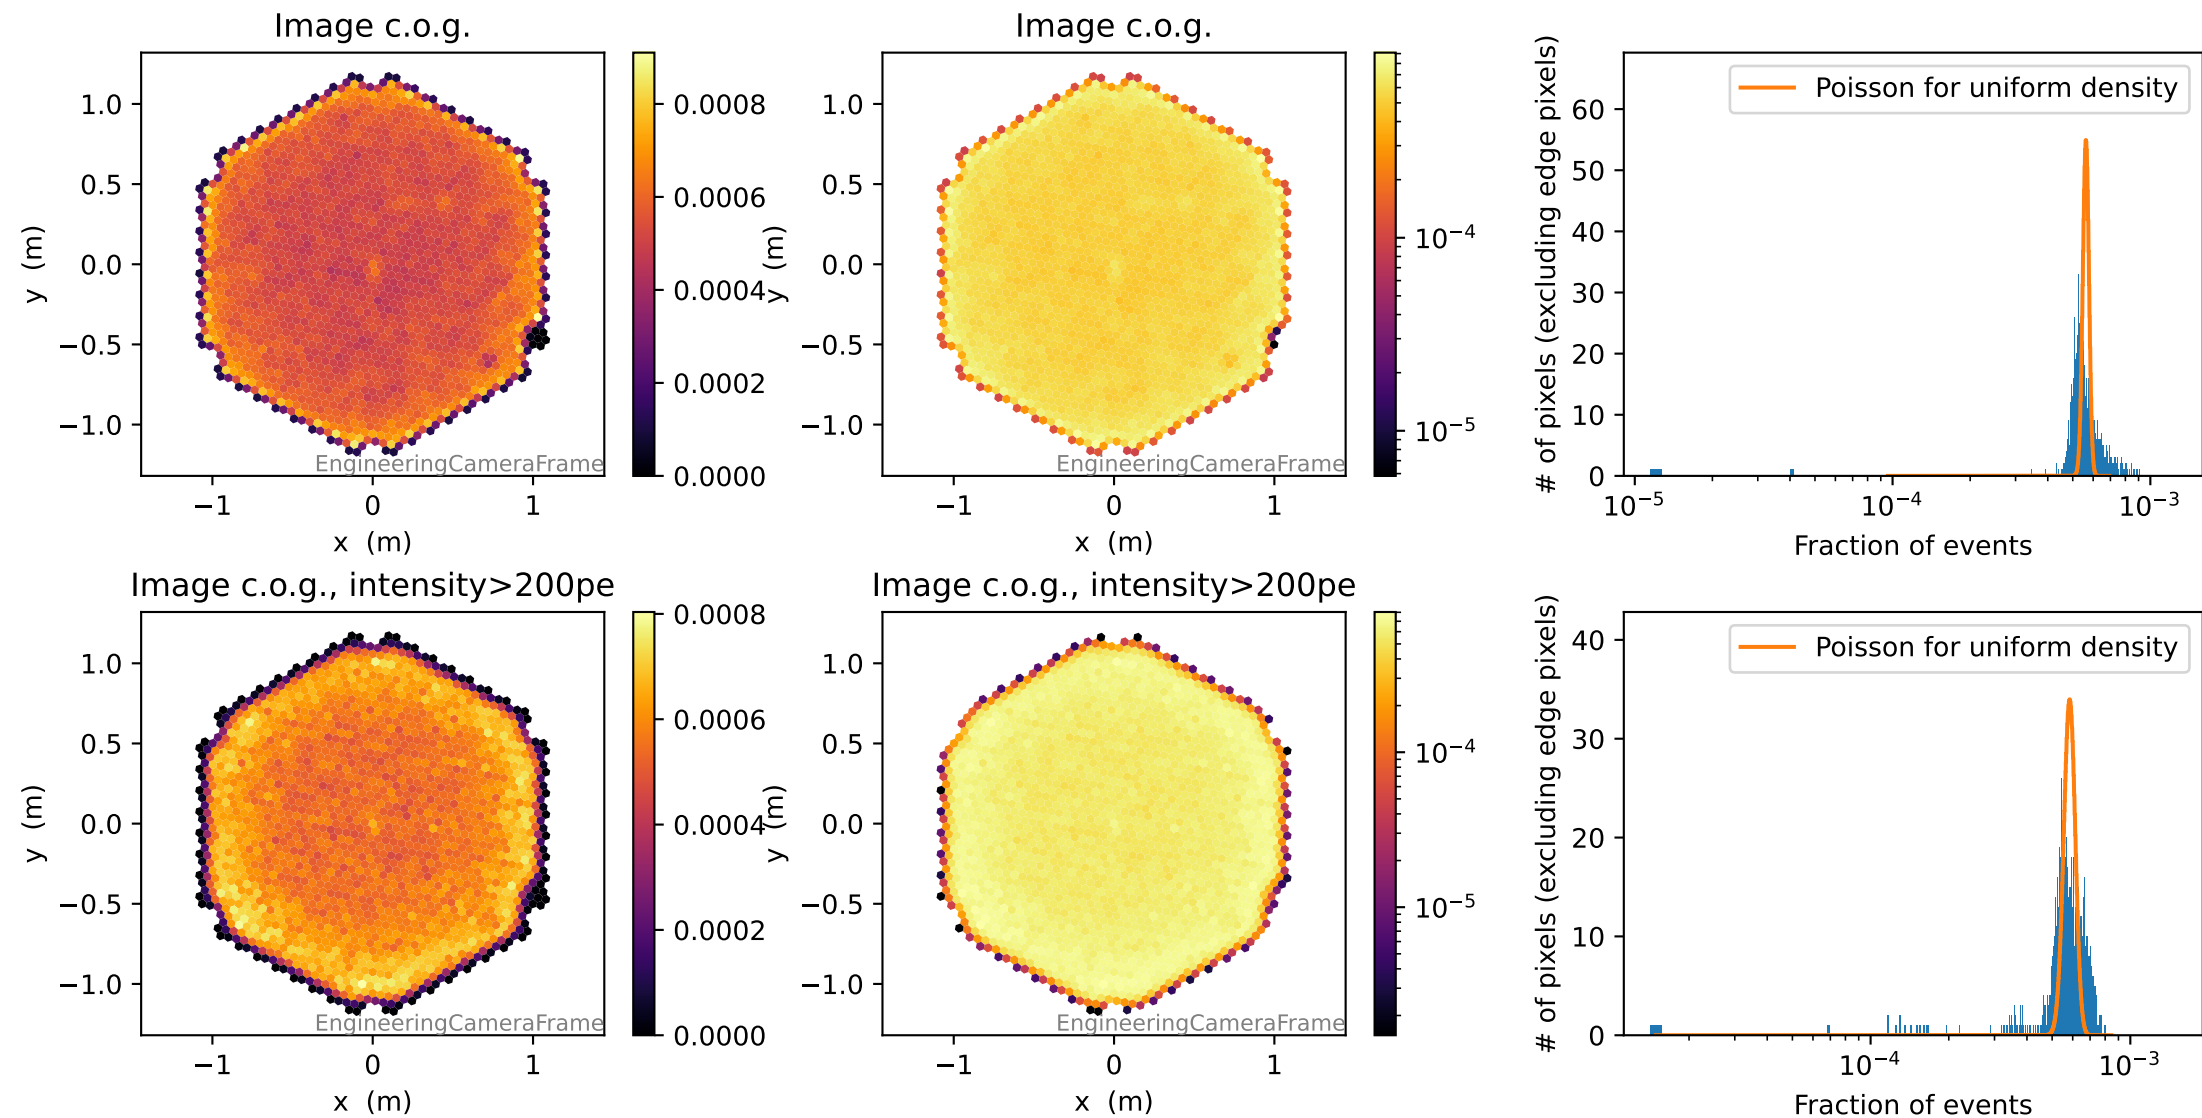 Image c.o.g.
1.0
0.5
0.0
−0.5
−1.0
y (m)
−1
0
1
x (m)
EngineeringCameraFrame
0.0008
0.0006
0.0004
0.0002
0.0000
Image c.o.g.
1.0
0.5
0.0
−0.5
−1.0
y (m)
−1
0
1
x (m)
EngineeringCameraFrame
10⁻⁴
10⁻⁵
Poisson for uniform density
# of pixels (excluding edge pixels)
60
50
40
30
20
10
0
10⁻⁵
10⁻⁴
10⁻³
Fraction of events
Image c.o.g., intensity>200pe
1.0
0.5
0.0
−0.5
−1.0
y (m)
−1
0
1
x (m)
EngineeringCameraFrame
0.0008
0.0006
0.0004
0.0002
0.0000
Image c.o.g., intensity>200pe
1.0
0.5
0.0
−0.5
−1.0
y (m)
−1
0
1
x (m)
EngineeringCameraFrame
10⁻⁴
10⁻⁵
Poisson for uniform density
# of pixels (excluding edge pixels)
40
30
20
10
0
10⁻⁴
10⁻³
Fraction of events